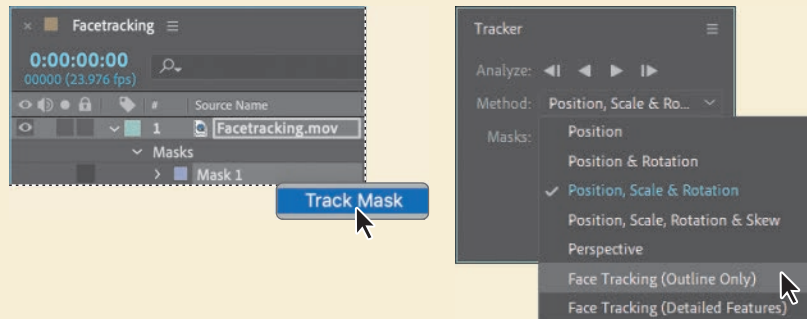 × Facetracking
0:00:00:00
00000 (23.976 fps)
# Source Name
1 Facetracking.mov
Masks
Mask 1
Track Mask
Tracker
Analyze:
Method: Position, Scale & Ro...
Masks:
Position
Position & Rotation
Position, Scale & Rotation
Position, Scale, Rotation & Skew
Perspective
Face Tracking (Outline Only)
Face Tracking (Detailed Features)